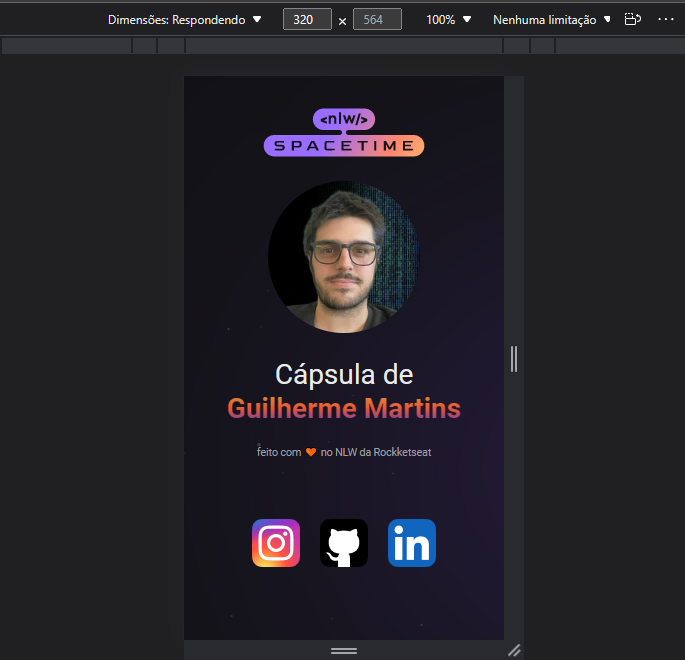 Dimensões: Respondendo ▼ 320 × 564 100% ▼ Nenhuma limitação ▼ ···
<nlw/>
SPACETIME
Cápsula de
Guilherme Martins
feito com 🧡 no NLW da Rockketseat
in